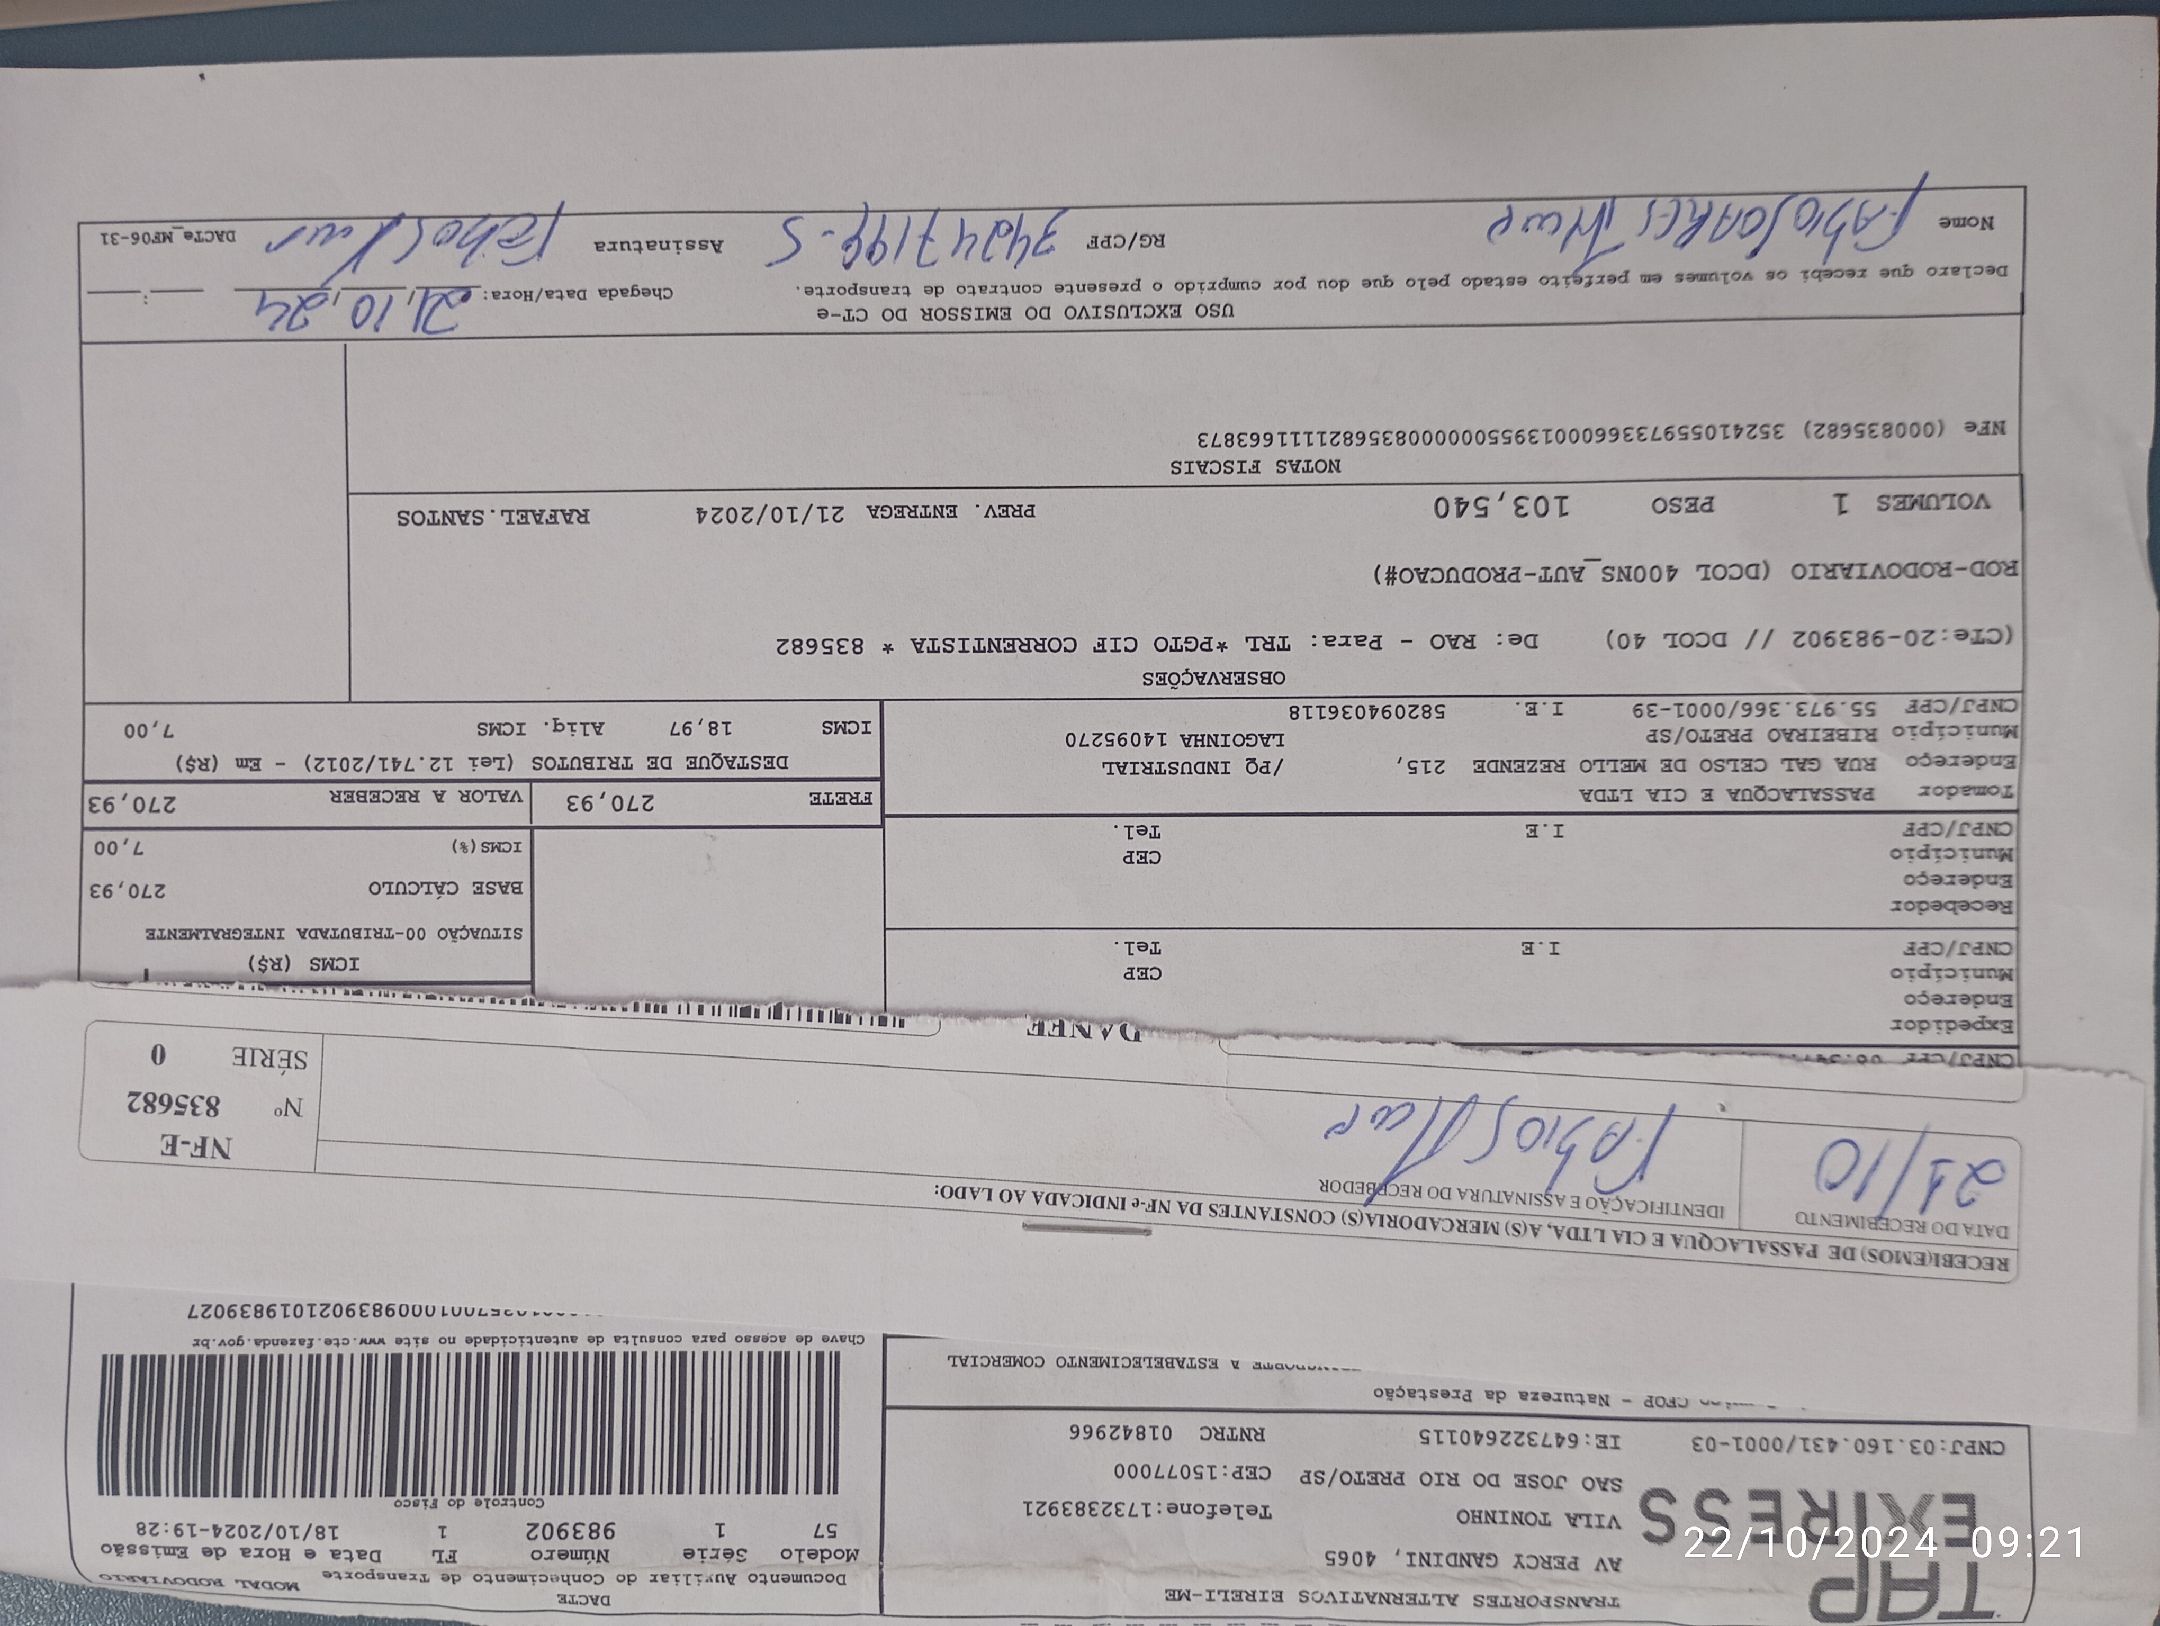 TAP
EXPRESS
TRANSPORTES ALTERNATIVOS EIRELI-ME
AV PERCY GANDINI, 4065
VILA TONINHO Telefone:1732383921
SAO JOSE DO RIO PRETO/SP CEP:15077000
CNPJ:03.160.431/0001-03 IE:647322640115 RNTRC 01842966
CFOP - Natureza da Prestação
A ESTABELECIMENTO COMERCIAL
DACTE
Documento Auxiliar do Conhecimento de Transporte MODAL RODOVIÁRIO
Modelo Série Número FL Data e Hora de Emissão
57 1 983902 1 18/10/2024-19:28
Controle do Fisco
Chave de acesso para consulta de autenticidade no site www.cte.fazenda.gov.br
RECEBI(EMOS) DE PASSALACQUA E CIA LTDA, A(S) MERCADORIA(S) CONSTANTES DA NF-e INDICADA AO LADO:
DATA DO RECEBIMENTO IDENTIFICAÇÃO E ASSINATURA DO RECEBEDOR
21/10
NF-E
Nº 835682
SÉRIE 0
DANFE
CNPJ/CPF
Expedidor
Endereço
Município CEP
CNPJ/CPF I.E Tel.
Recebedor
Endereço
Município CEP
CNPJ/CPF I.E Tel.
Tomador PASSALACQUA E CIA LTDA
Endereço RUA GAL CELSO DE MELLO REZENDE 215, /PQ INDUSTRIAL
Município RIBEIRAO PRETO/SP LAGOINHA 14095270
CNPJ/CPF 55.973.366/0001-39 I.E. 582094036118
ICMS (R$)
SITUAÇÃO 00-TRIBUTADA INTEGRALMENTE
BASE CÁLCULO 270,93
ICMS(%) 7,00
FRETE 270,93 VALOR A RECEBER 270,93
DESTAQUE DE TRIBUTOS (Lei 12.741/2012) - Em (R$)
ICMS 18,97 Aliq. ICMS 7,00
OBSERVAÇÕES
(CTe:20-983902 // DCOL 40) De: RAO - Para: TRL *PGTO CIF CORRENTISTA * 835682
ROD-RODOVIARIO (DCOL 400NS_AUT-PRODUCAO#)
VOLUMES 1 PESO 103,540 PREV. ENTREGA 21/10/2024 RAFAEL.SANTOS
NOTAS FISCAIS
NFe (000835682) 35241055973366000139550000008356821111663873
USO EXCLUSIVO DO EMISSOR DO CT-e
Declaro que recebi os volumes em perfeito estado pelo que dou por cumprido o presente contrato de transporte. Chegada Data/Hora: 21,10,24 :
Nome FABIO SOARES RG/CPF Assinatura DACTe_MF06-31
22/10/2024 09:21